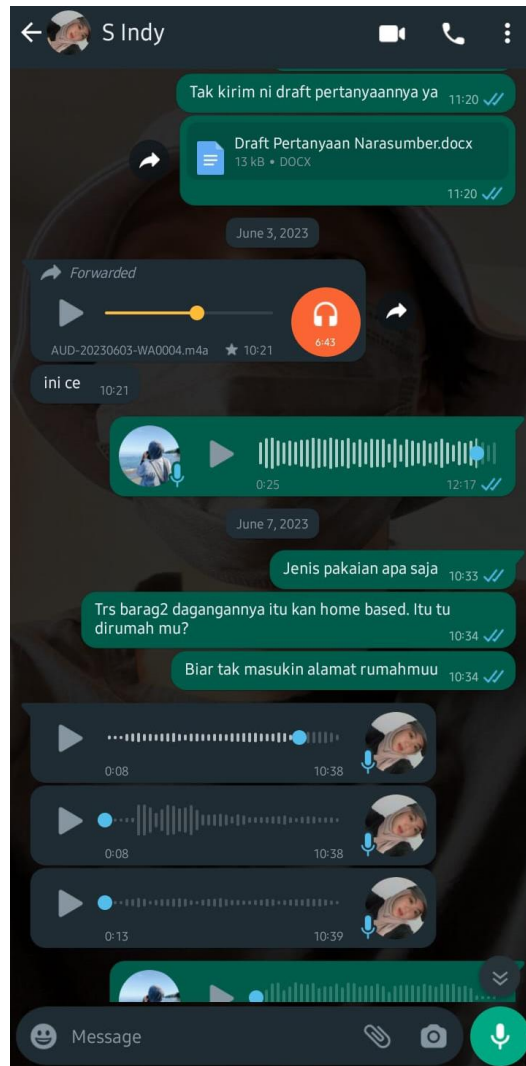 S Indy
Tak kirim ni draft pertanyaannya ya 11:20
Draft Pertanyaan Narasumber.docx
13 kB • DOCX
11:20
June 3, 2023
Forwarded
6:43
AUD-20230603-WA0004.m4a 10:21
ini ce 10:21
0:25 12:17
June 7, 2023
Jenis pakaian apa saja 10:33
Trs barag2 dagangannya itu kan home based. Itu tu
dirumah mu? 10:34
Biar tak masukin alamat rumahmuu 10:34
0:08 10:38
0:08 10:38
0:13 10:39
Message